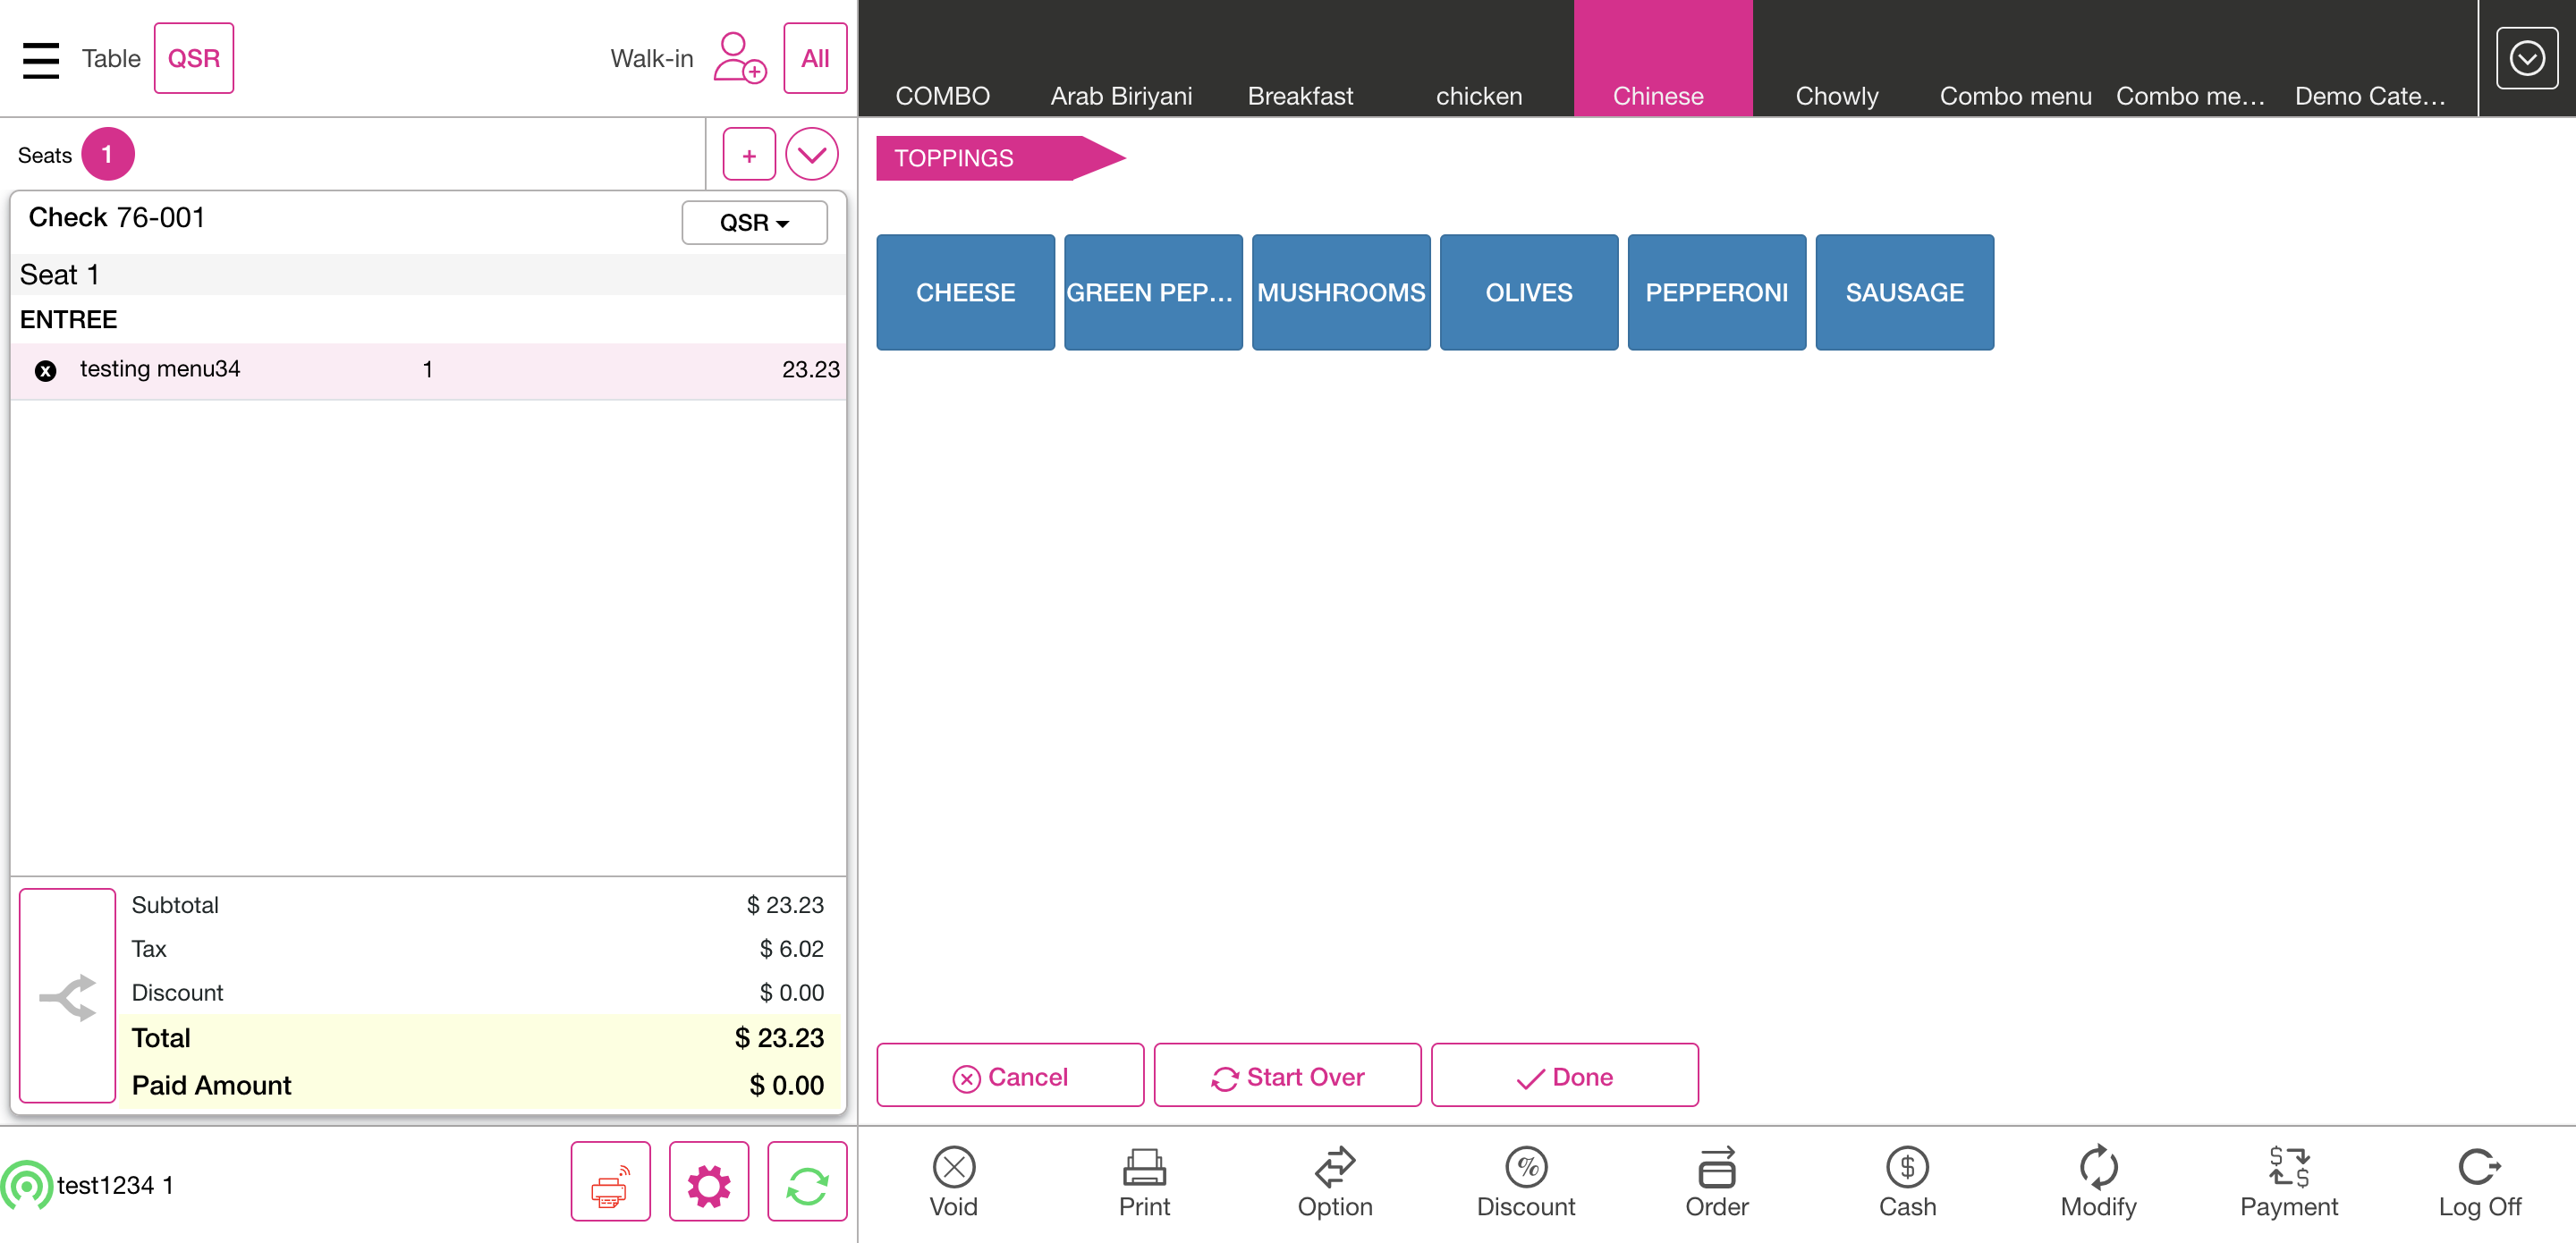 Table QSR Walk-in All
COMBO Arab Biriyani Breakfast chicken Chinese Chowly Combo menu Combo me... Demo Cate...
Seats 1 +
TOPPINGS
Check 76-001 QSR
Seat 1
ENTREE
testing menu34 1 23.23
CHEESE GREEN PEP... MUSHROOMS OLIVES PEPPERONI SAUSAGE
Subtotal $ 23.23
Tax $ 6.02
Discount $ 0.00
Total $ 23.23
Paid Amount $ 0.00
Cancel Start Over Done
test1234 1
Void Print Option Discount Order Cash Modify Payment Log Off